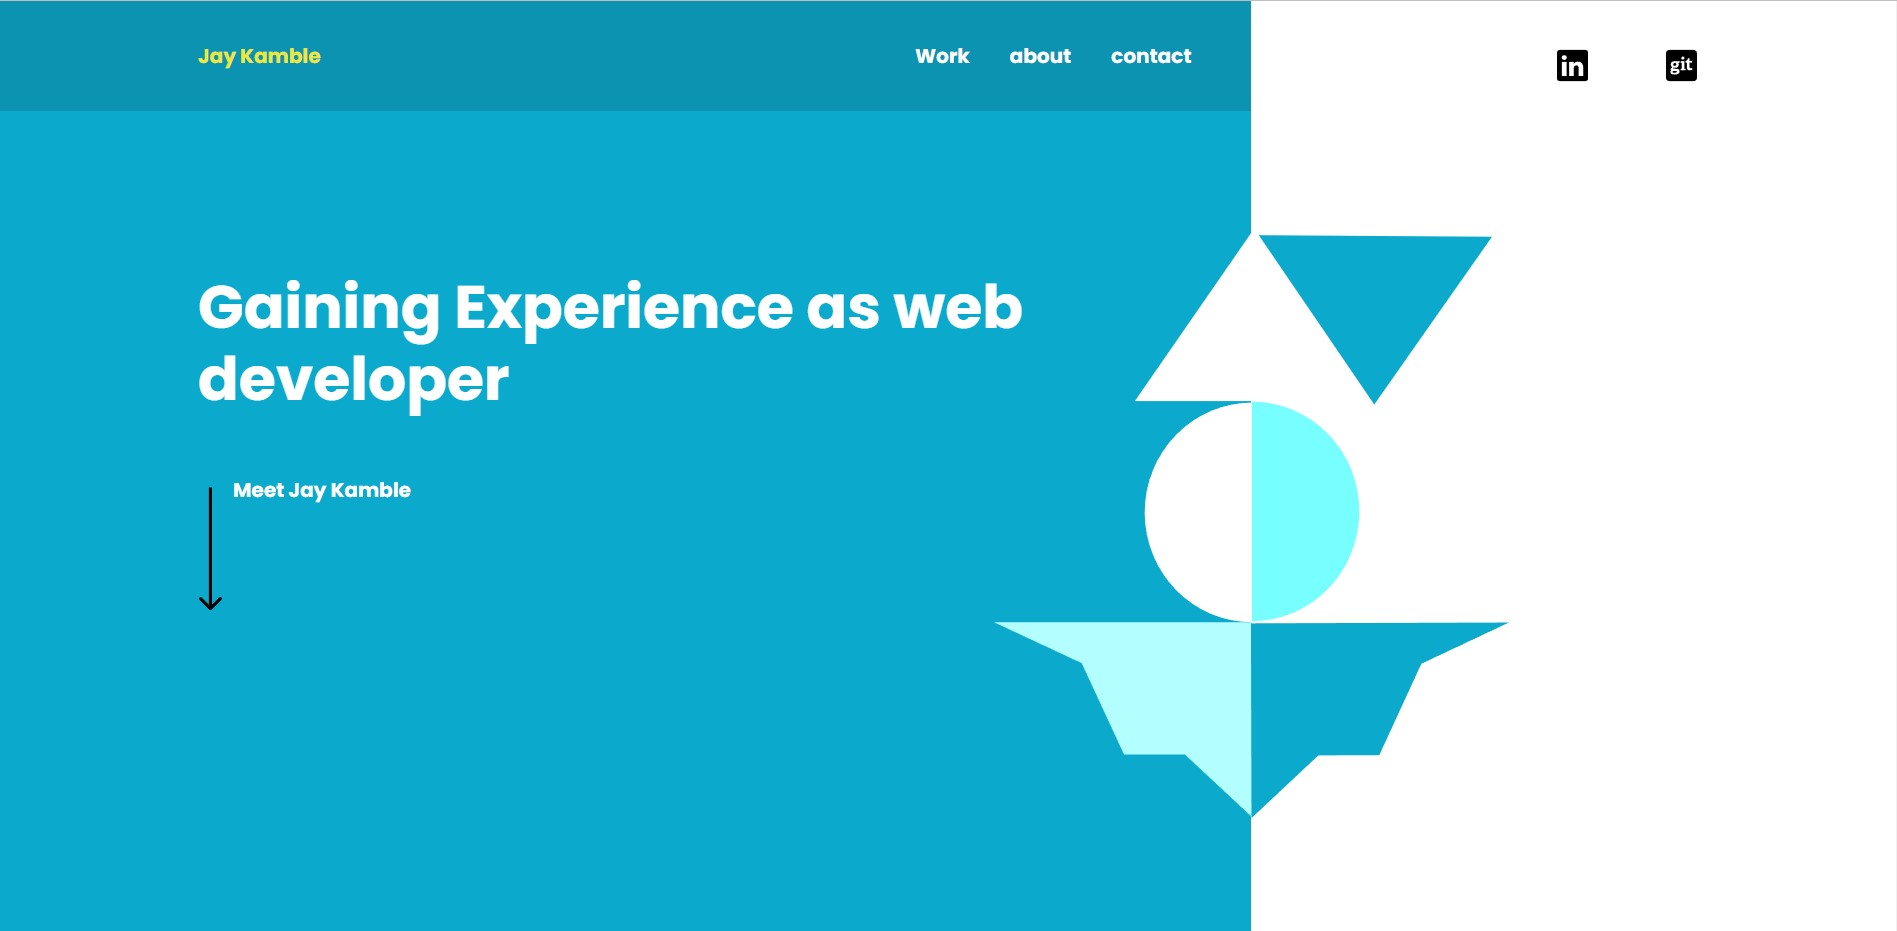 Jay Kamble
Work about contact
in
git
Gaining Experience as web
developer
Meet Jay Kamble